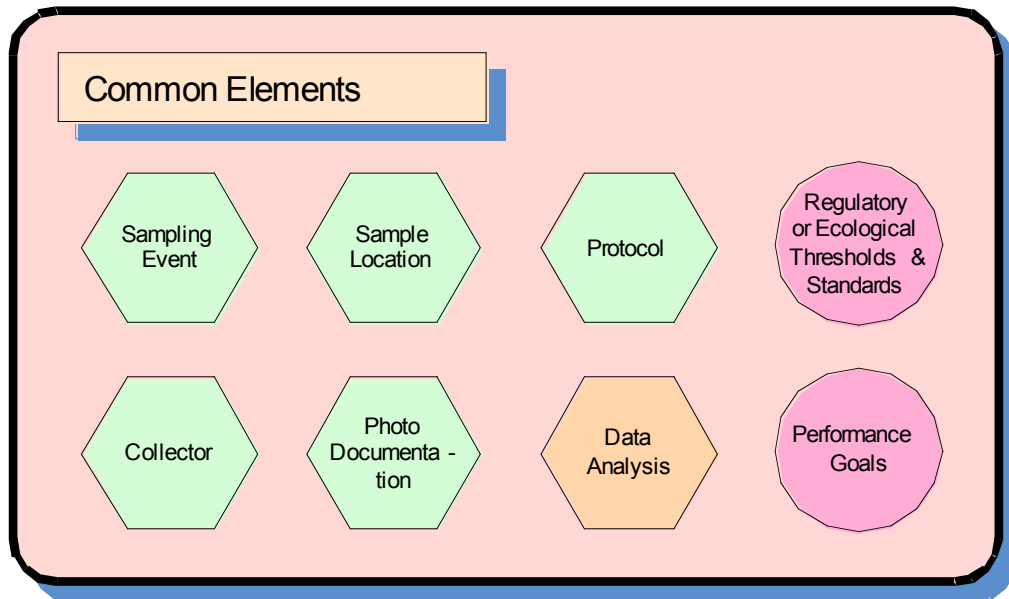 Common Elements
Sampling
Event
Sample
Location
Protocol
Regulatory
or Ecological
Thresholds &
Standards
Collector
Photo
Documenta -
tion
Data
Analysis
Performance
Goals